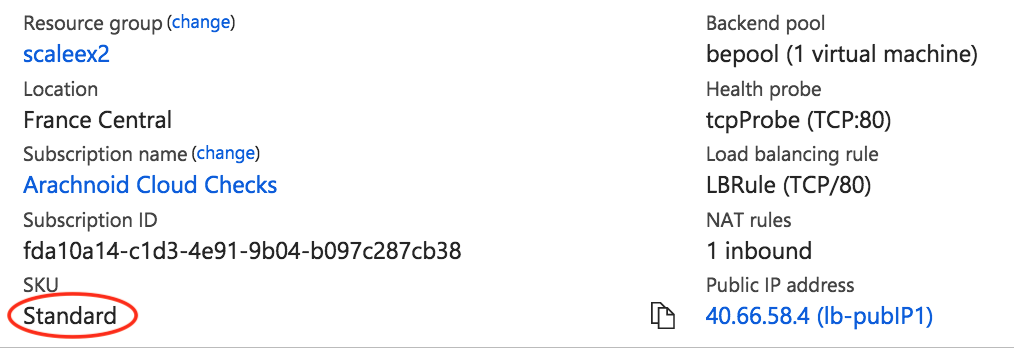 Resource group (change)
scaleex2
Location
France Central
Subscription name (change)
Arachnoid Cloud Checks
Subscription ID
fda10a14-c1d3-4e91-9b04-b097c287cb38
SKU
Standard
Backend pool
bepool (1 virtual machine)
Health probe
tcpProbe (TCP:80)
Load balancing rule
LBRule (TCP/80)
NAT rules
1 inbound
Public IP address
40.66.58.4 (lb-pubIP1)